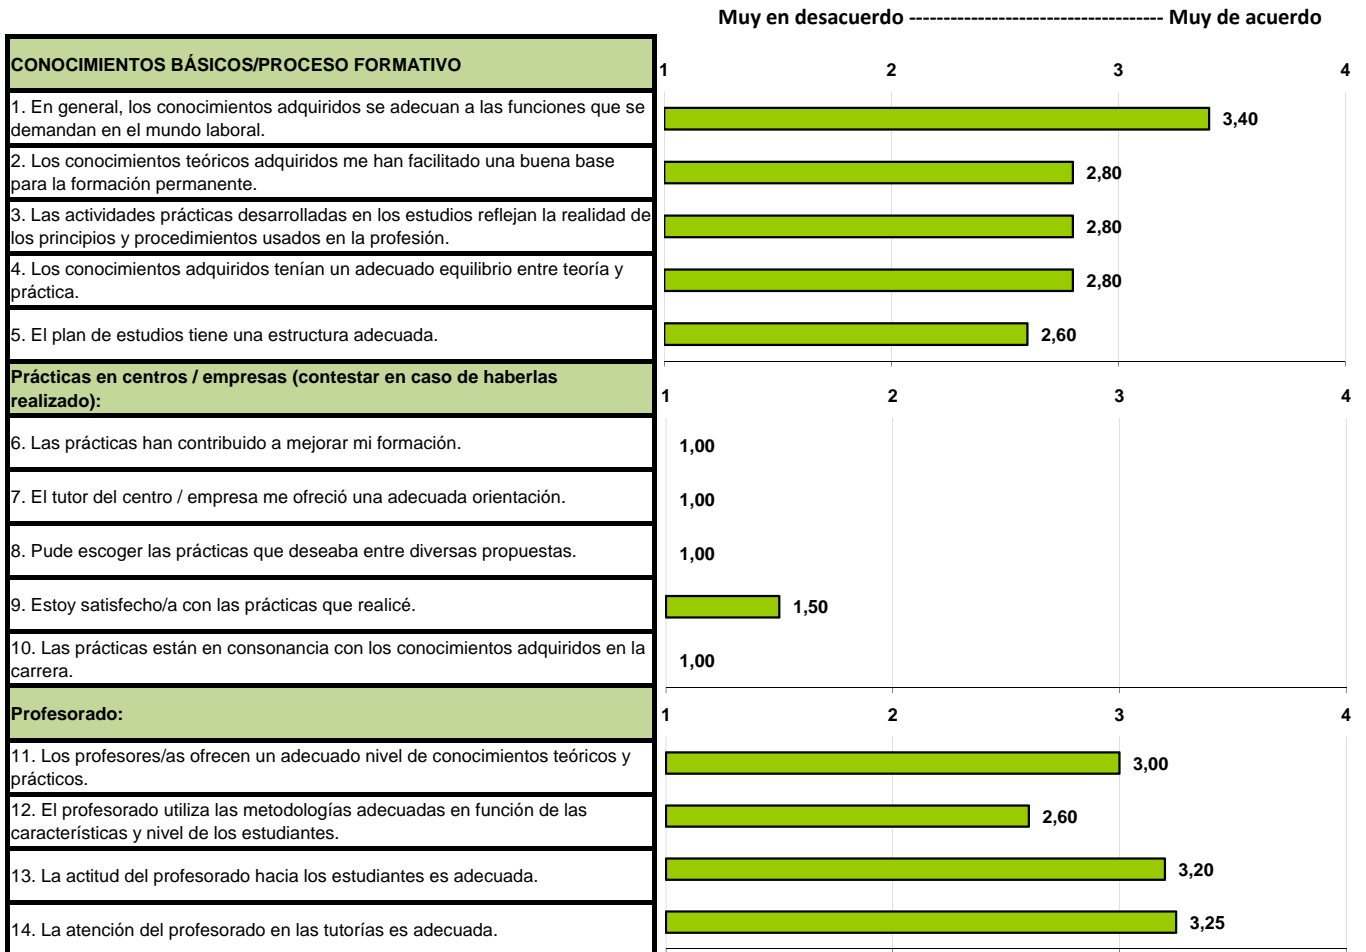 Muy en desacuerdo ------------------------------------- Muy de acuerdo
CONOCIMIENTOS BÁSICOS/PROCESO FORMATIVO
1 2 3 4
1. En general, los conocimientos adquiridos se adecuan a las funciones que se
demandan en el mundo laboral.
3,40
2. Los conocimientos teóricos adquiridos me han facilitado una buena base
para la formación permanente.
2,80
3. Las actividades prácticas desarrolladas en los estudios reflejan la realidad de
los principios y procedimientos usados en la profesión.
2,80
4. Los conocimientos adquiridos tenían un adecuado equilibrio entre teoría y
práctica.
2,80
5. El plan de estudios tiene una estructura adecuada.
2,60
Prácticas en centros / empresas (contestar en caso de haberlas
realizado):
1 2 3 4
6. Las prácticas han contribuido a mejorar mi formación.
1,00
7. El tutor del centro / empresa me ofreció una adecuada orientación.
1,00
8. Pude escoger las prácticas que deseaba entre diversas propuestas.
1,00
9. Estoy satisfecho/a con las prácticas que realicé.
1,50
10. Las prácticas están en consonancia con los conocimientos adquiridos en la
carrera.
1,00
Profesorado:
1 2 3 4
11. Los profesores/as ofrecen un adecuado nivel de conocimientos teóricos y
prácticos.
3,00
12. El profesorado utiliza las metodologías adecuadas en función de las
características y nivel de los estudiantes.
2,60
13. La actitud del profesorado hacia los estudiantes es adecuada.
3,20
14. La atención del profesorado en las tutorías es adecuada.
3,25